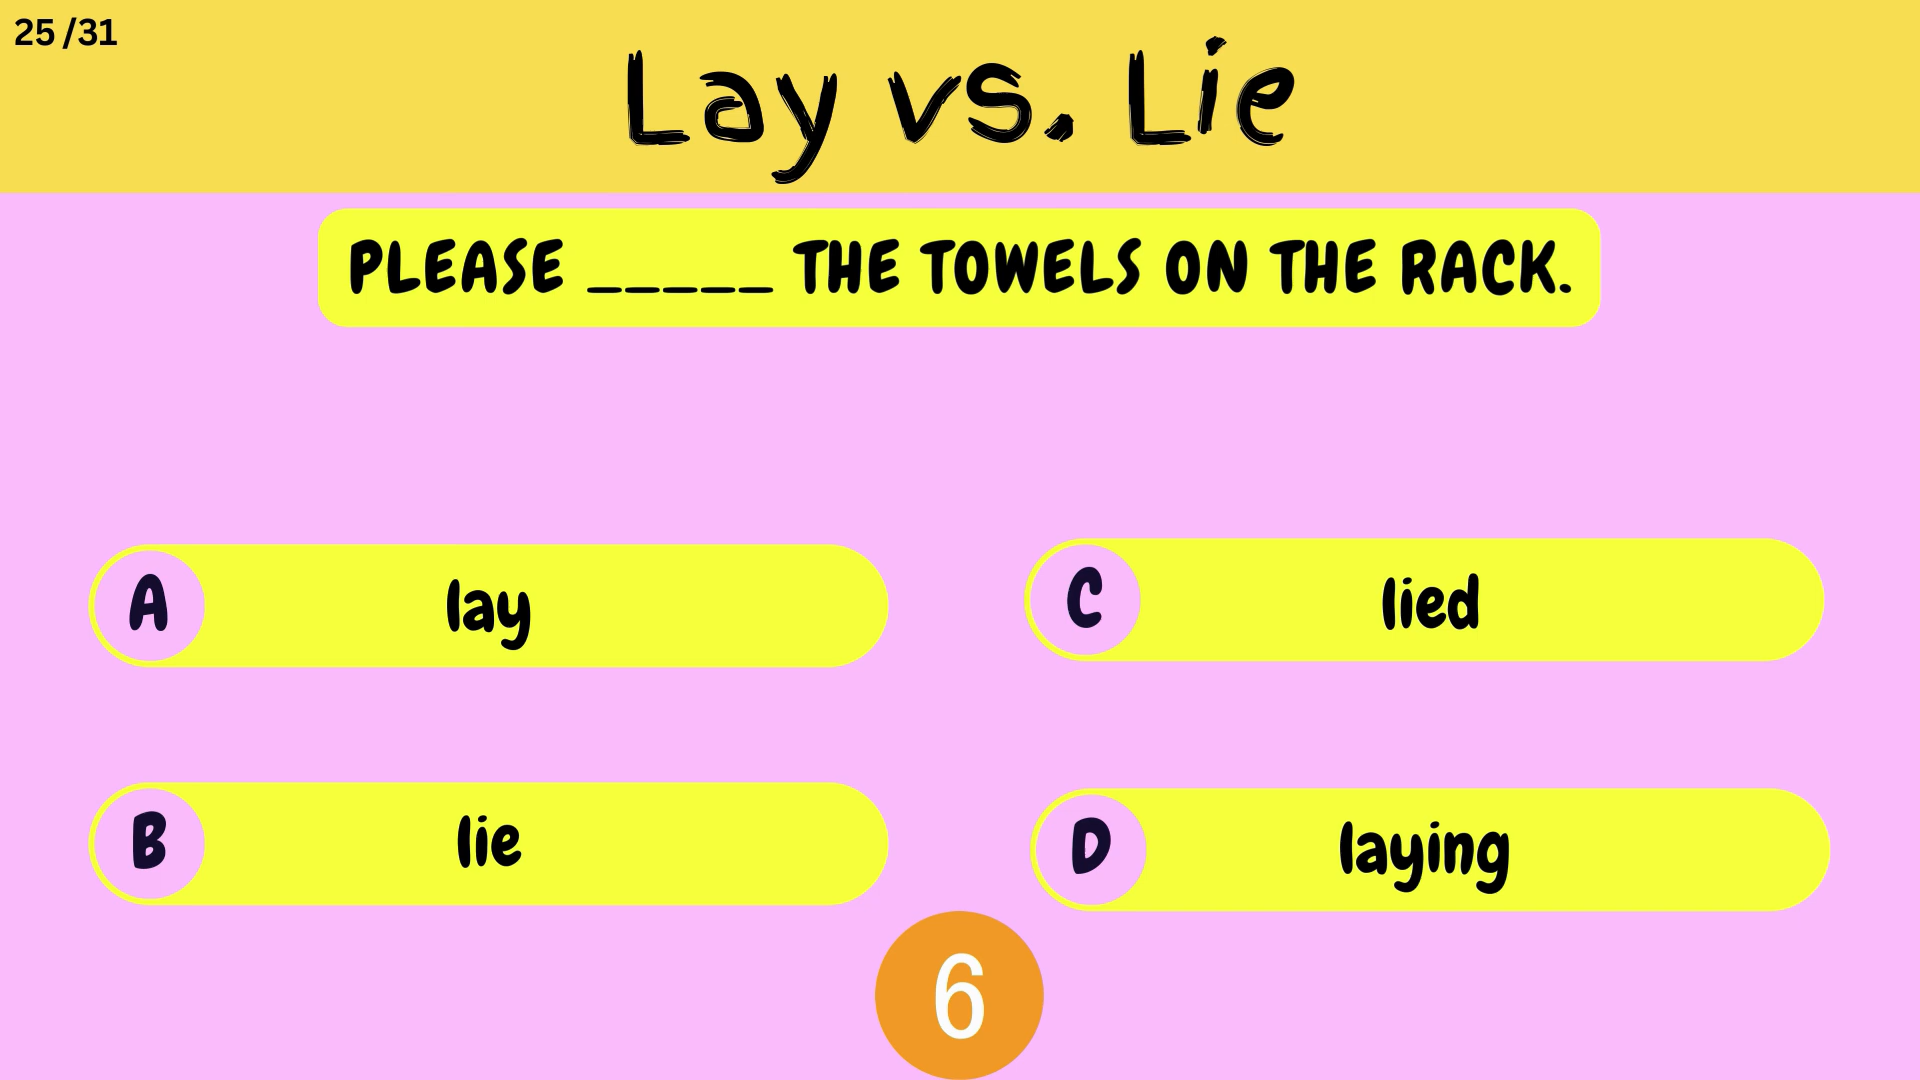 25 /31
Lay vs. Lie
PLEASE _____ THE TOWELS ON THE RACK.
A lay
B lie
C lied
D laying
6